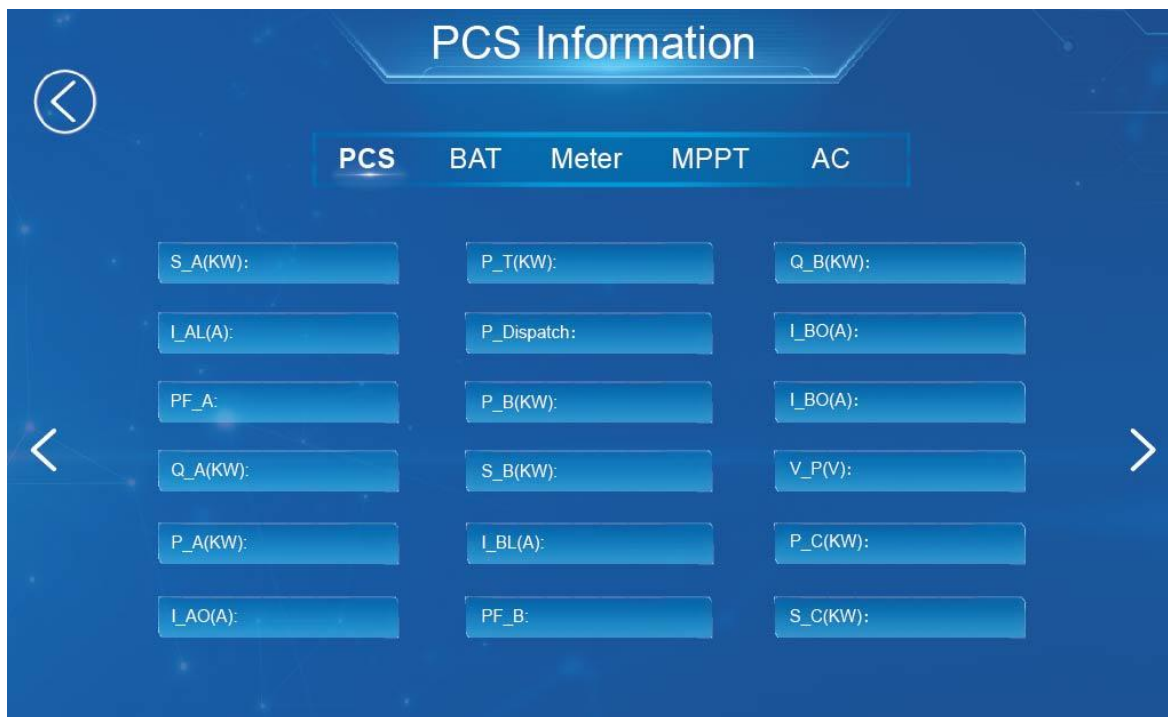 PCS Information
PCS BAT Meter MPPT AC
S_A(KW): P_T(KW): Q_B(KW):
I_AL(A): P_Dispatch: I_BO(A):
PF_A: P_B(KW): I_BO(A):
Q_A(KW): S_B(KW): V_P(V):
P_A(KW): I_BL(A): P_C(KW):
I_AO(A): PF_B: S_C(KW):